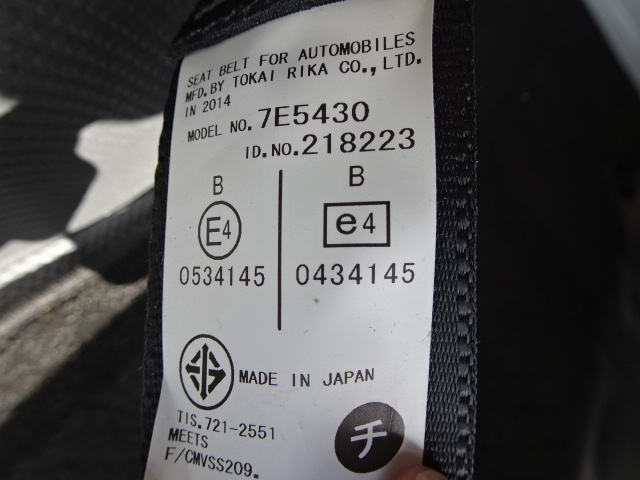 SEAT BELT FOR AUTOMOBILES
MFD.BY TOKAI RIKA CO.,LTD.
IN 2014
MODEL NO.7E5430
ID.NO.218223
B
E4
0534145
B
e4
0434145
MADE IN JAPAN
TIS.721-2551
MEETS
F/CMVSS209.
チ